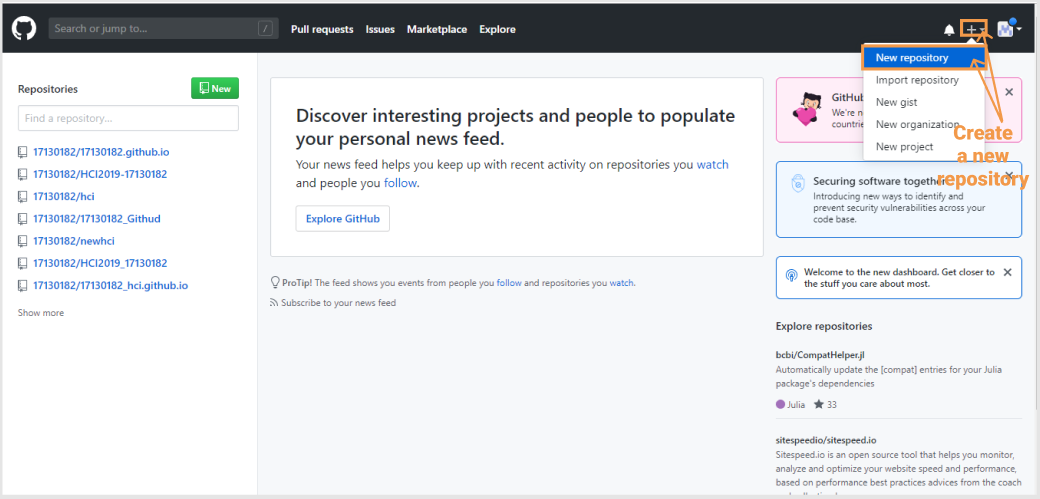 Search or jump to...
/
Pull requests Issues Marketplace Explore
Repositories
New
Find a repository...
17130182/17130182.github.io
17130182/HCI2019-17130182
17130182/hci
17130182/17130182_Githud
17130182/newhci
17130182/HCI2019_17130182
17130182/17130182_hci.github.io
Show more
Discover interesting projects and people to populate
your personal news feed.
Your news feed helps you keep up with recent activity on repositories you watch
and people you follow.
Explore GitHub
ProTip! The feed shows you events from people you follow and repositories you watch.
Subscribe to your news feed
New repository
Import repository
New gist
New organization
New project
Create
a new
repository
GitHub
We're n
countrie
Securing software together
Introducing new ways to identify and
prevent security vulnerabilities across your
code base.
Welcome to the new dashboard. Get closer to
the stuff you care about most.
Explore repositories
bcbi/CompatHelper.jl
Automatically update the [compat] entries for your Julia
package's dependencies
Julia 33
sitespeedio/sitespeed.io
Sitespeed.io is an open source tool that helps you monitor,
analyze and optimize your website speed and performance,
based on performance best practices advices from the coach